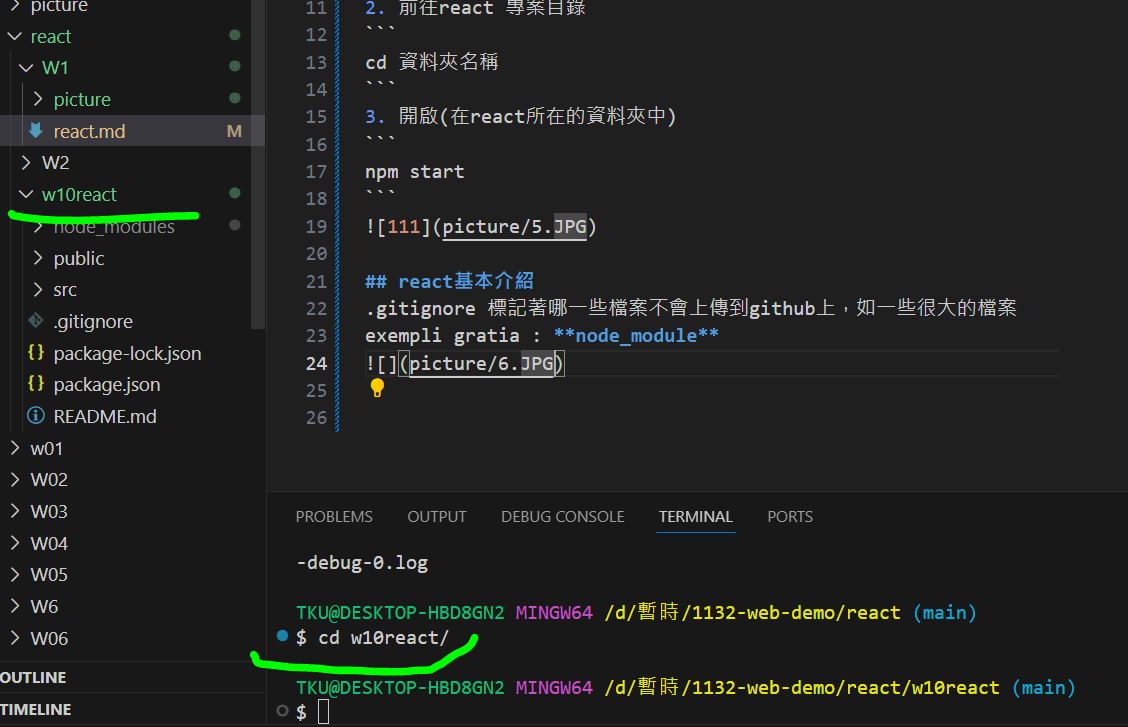 picture
react
W1
picture
react.md M
W2
w10react
node_modules
public
src
.gitignore
package-lock.json
package.json
README.md
w01
W02
W03
W04
W05
W6
W06
OUTLINE
TIMELINE
11 2. 前往react 專案目錄
12 ```
13 cd 資料夾名稱
14 ```
15 3. 開啟(在react所在的資料夾中)
16 ```
17 npm start
18 ```
19 ![111](picture/5.JPG)
20
21 ## react基本介紹
22 .gitignore 標記著哪一些檔案不會上傳到github上，如一些很大的檔案
23 exempli gratia : **node_module**
24 ![](picture/6.JPG)
25
26
PROBLEMS OUTPUT DEBUG CONSOLE TERMINAL PORTS
-debug-0.log
TKU@DESKTOP-HBD8GN2 MINGW64 /d/暫時/1132-web-demo/react (main)
$ cd w10react/
TKU@DESKTOP-HBD8GN2 MINGW64 /d/暫時/1132-web-demo/react/w10react (main)
$